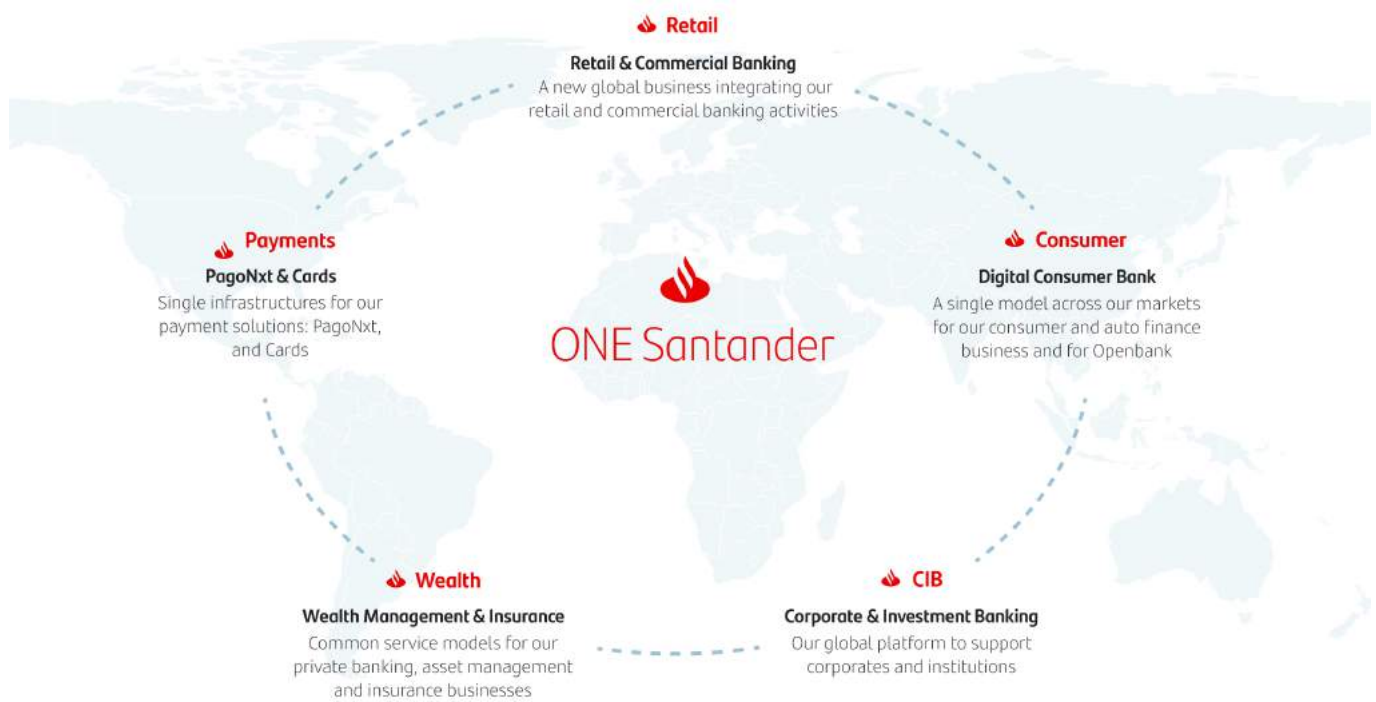 Retail
Retail & Commercial Banking
A new global business integrating our
retail and commercial banking activities
Payments
PagoNxt & Cards
Single infrastructures for our
payment solutions: PagoNxt,
and Cards
Consumer
Digital Consumer Bank
A single model across our markets
for our consumer and auto finance
business and for Openbank
ONE Santander
Wealth
Wealth Management & Insurance
Common service models for our
private banking, asset management
and insurance businesses
CIB
Corporate & Investment Banking
Our global platform to support
corporates and institutions